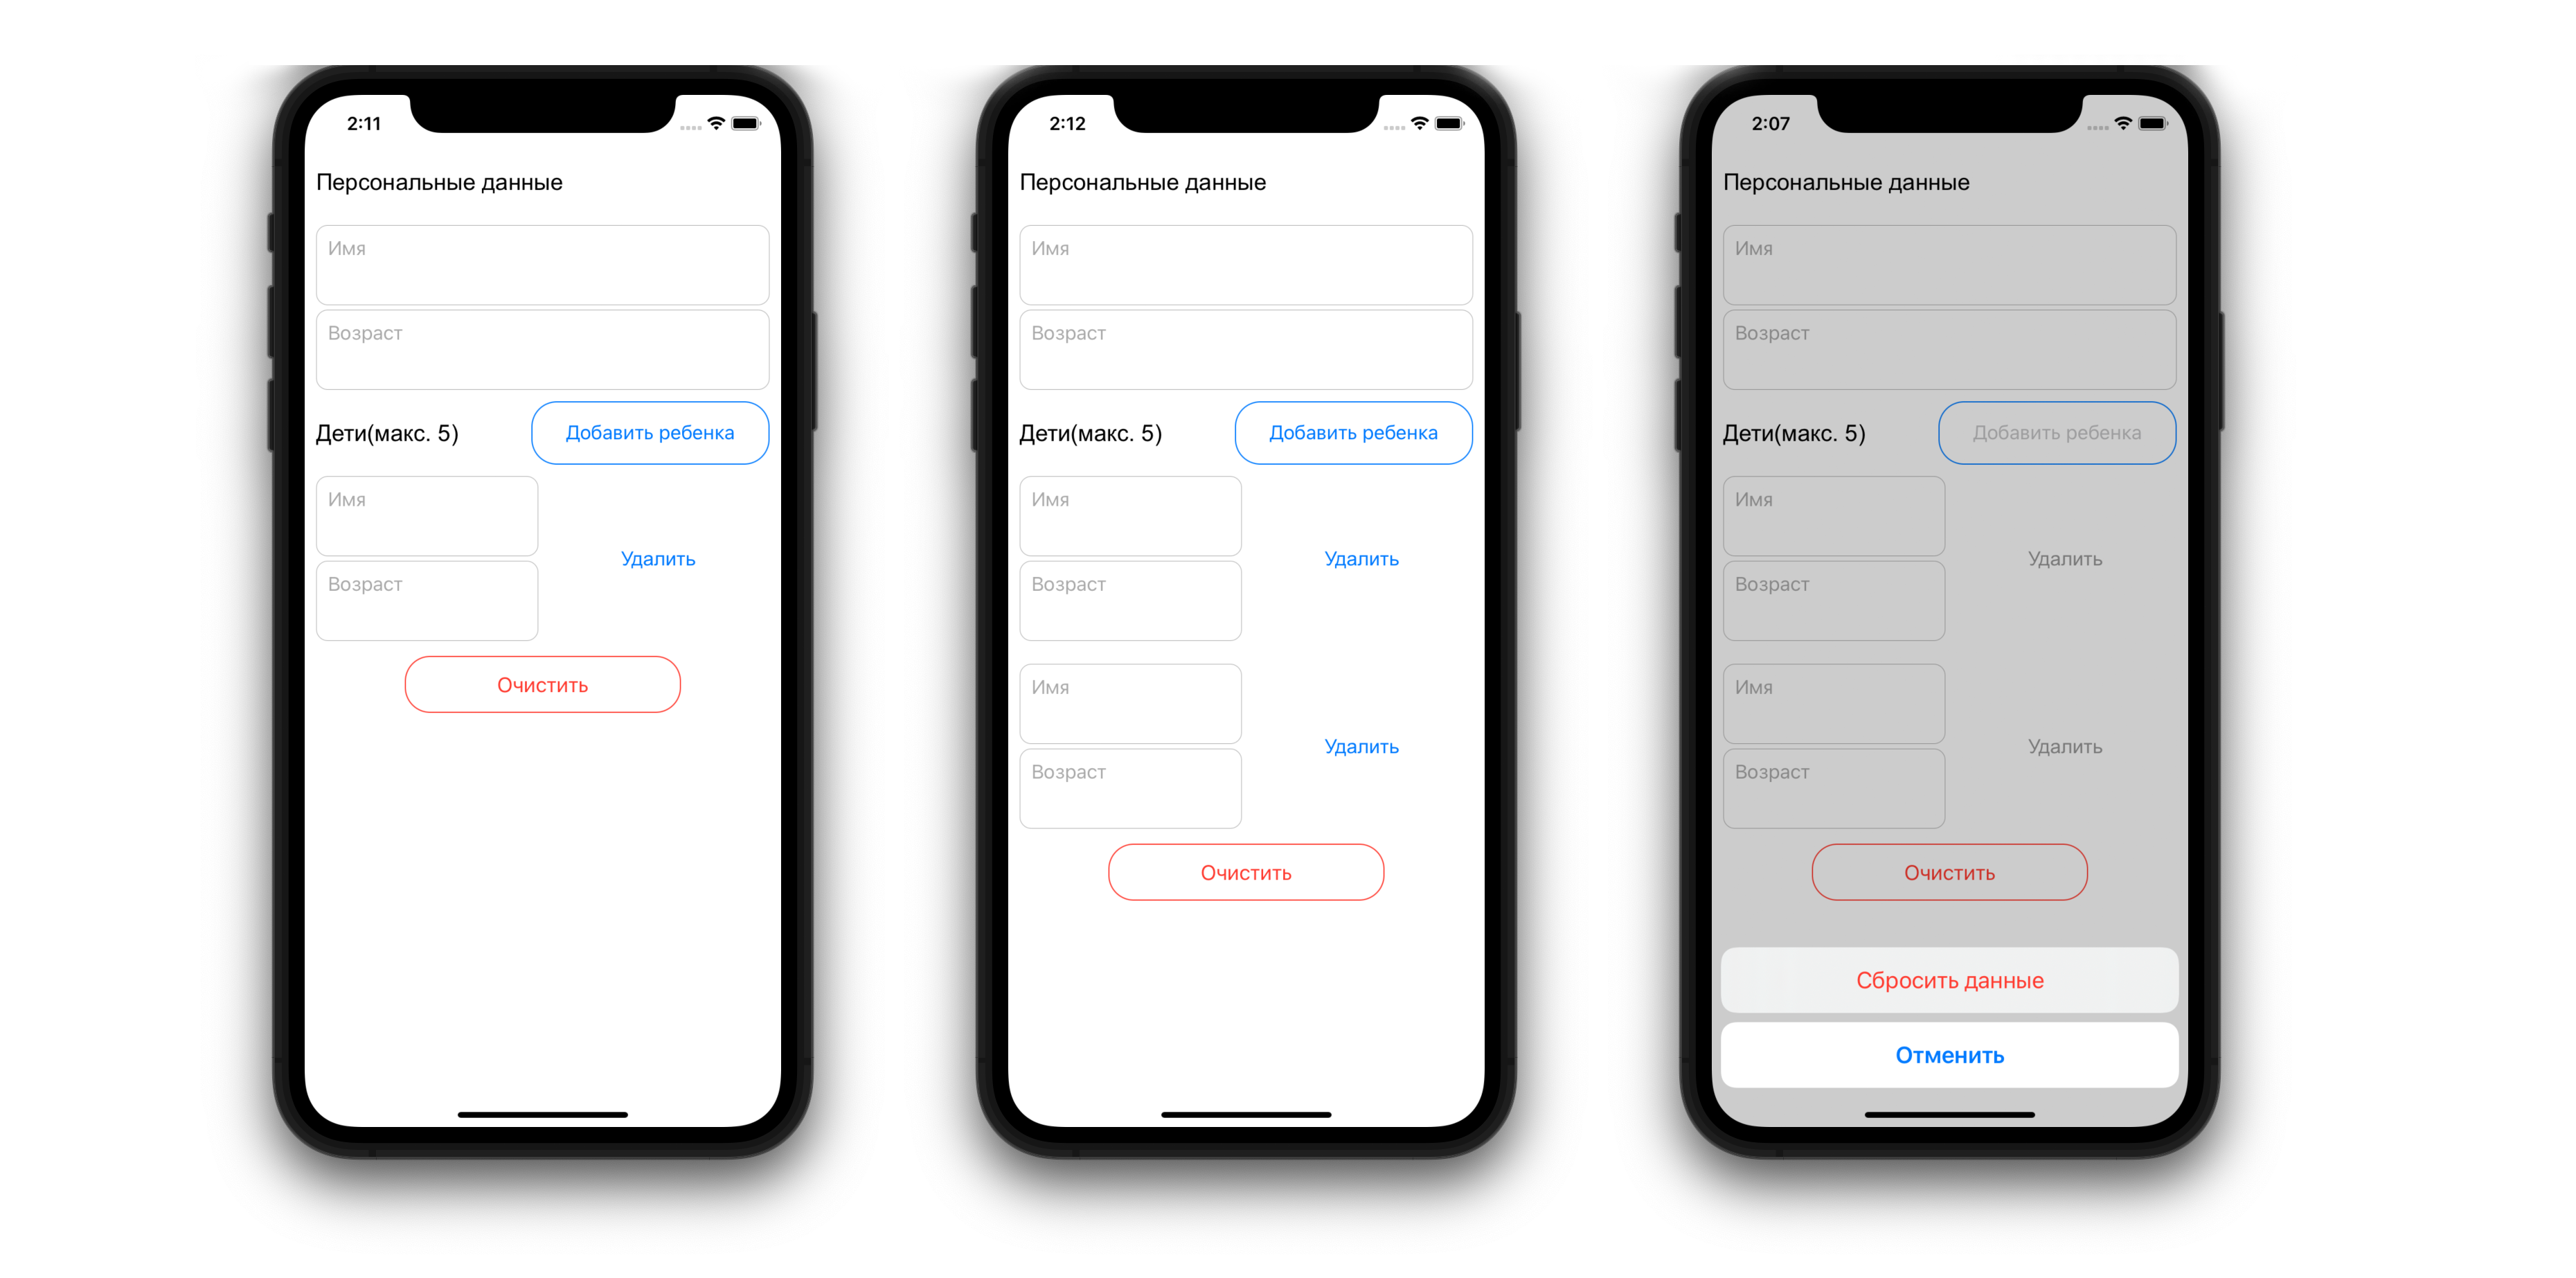 2:11
Персональные данные
Имя
Возраст
Дети(макс. 5)
Добавить ребенка
Имя
Удалить
Возраст
Очистить
2:12
Персональные данные
Имя
Возраст
Дети(макс. 5)
Добавить ребенка
Имя
Удалить
Возраст
Имя
Удалить
Возраст
Очистить
2:07
Персональные данные
Имя
Возраст
Дети(макс. 5)
Добавить ребенка
Имя
Удалить
Возраст
Имя
Удалить
Возраст
Очистить
Сбросить данные
Отменить